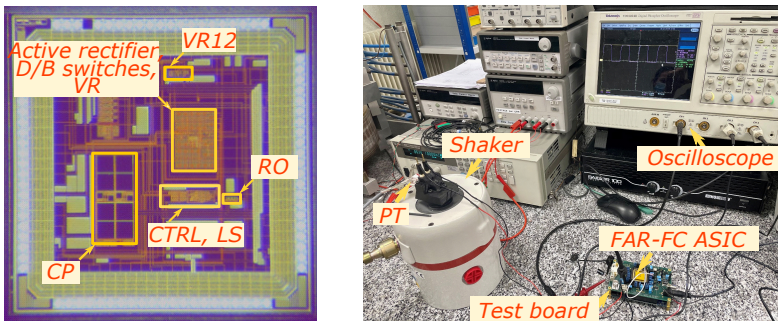 VR12
Active rectifier,
D/B switches,
VR
RO
CTRL, LS
CP
Shaker
Oscilloscope
PT
FAR-FC ASIC
Test board